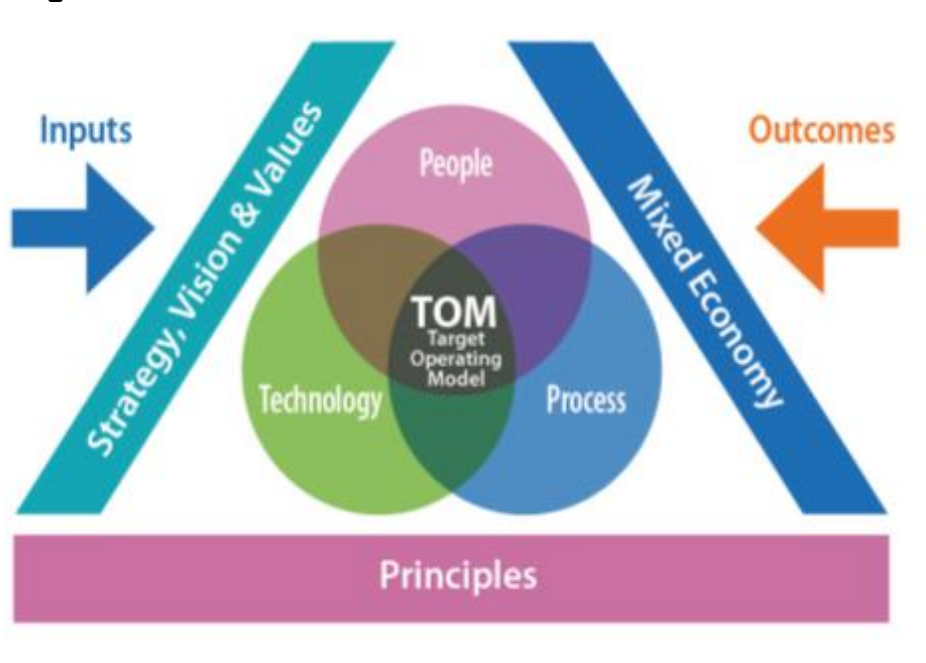 Inputs
Strategy, Vision & Values
People
Mixed Economy
Outcomes
TOM
Target
Operating
Model
Technology
Process
Principles